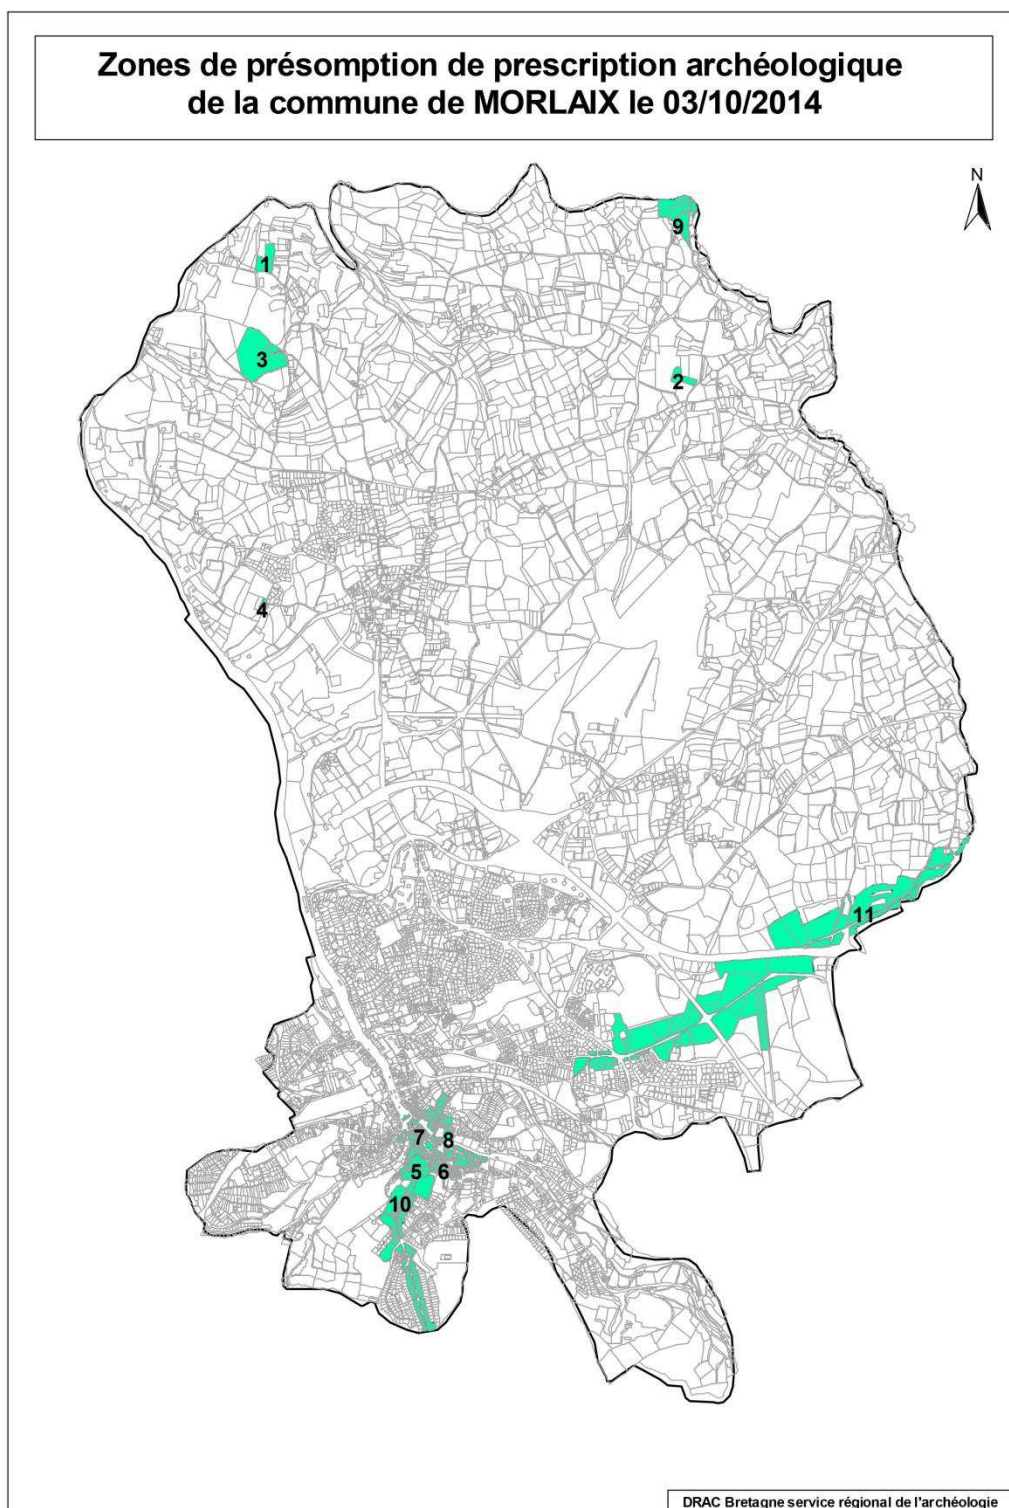 Zones de présomption de prescription archéologique
de la commune de MORLAIX le 03/10/2014
N
9
1
3
2
4
11
7
8
5
6
10
DRAC Bretagne service régional de l'archéologie